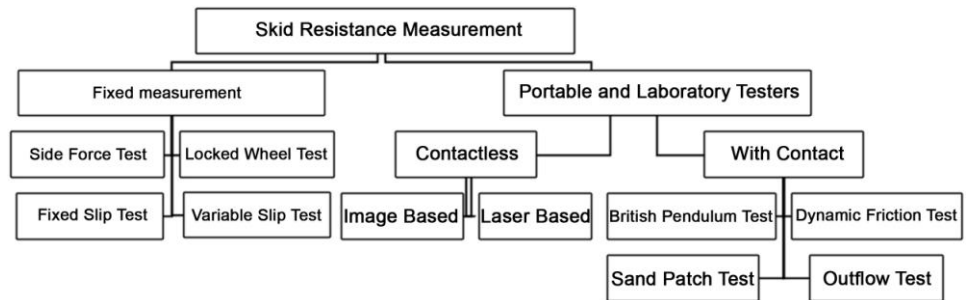 Skid Resistance Measurement
Fixed measurement
Portable and Laboratory Testers
Side Force Test
Locked Wheel Test
Contactless
With Contact
Fixed Slip Test
Variable Slip Test
Image Based
Laser Based
British Pendulum Test
Dynamic Friction Test
Sand Patch Test
Outflow Test